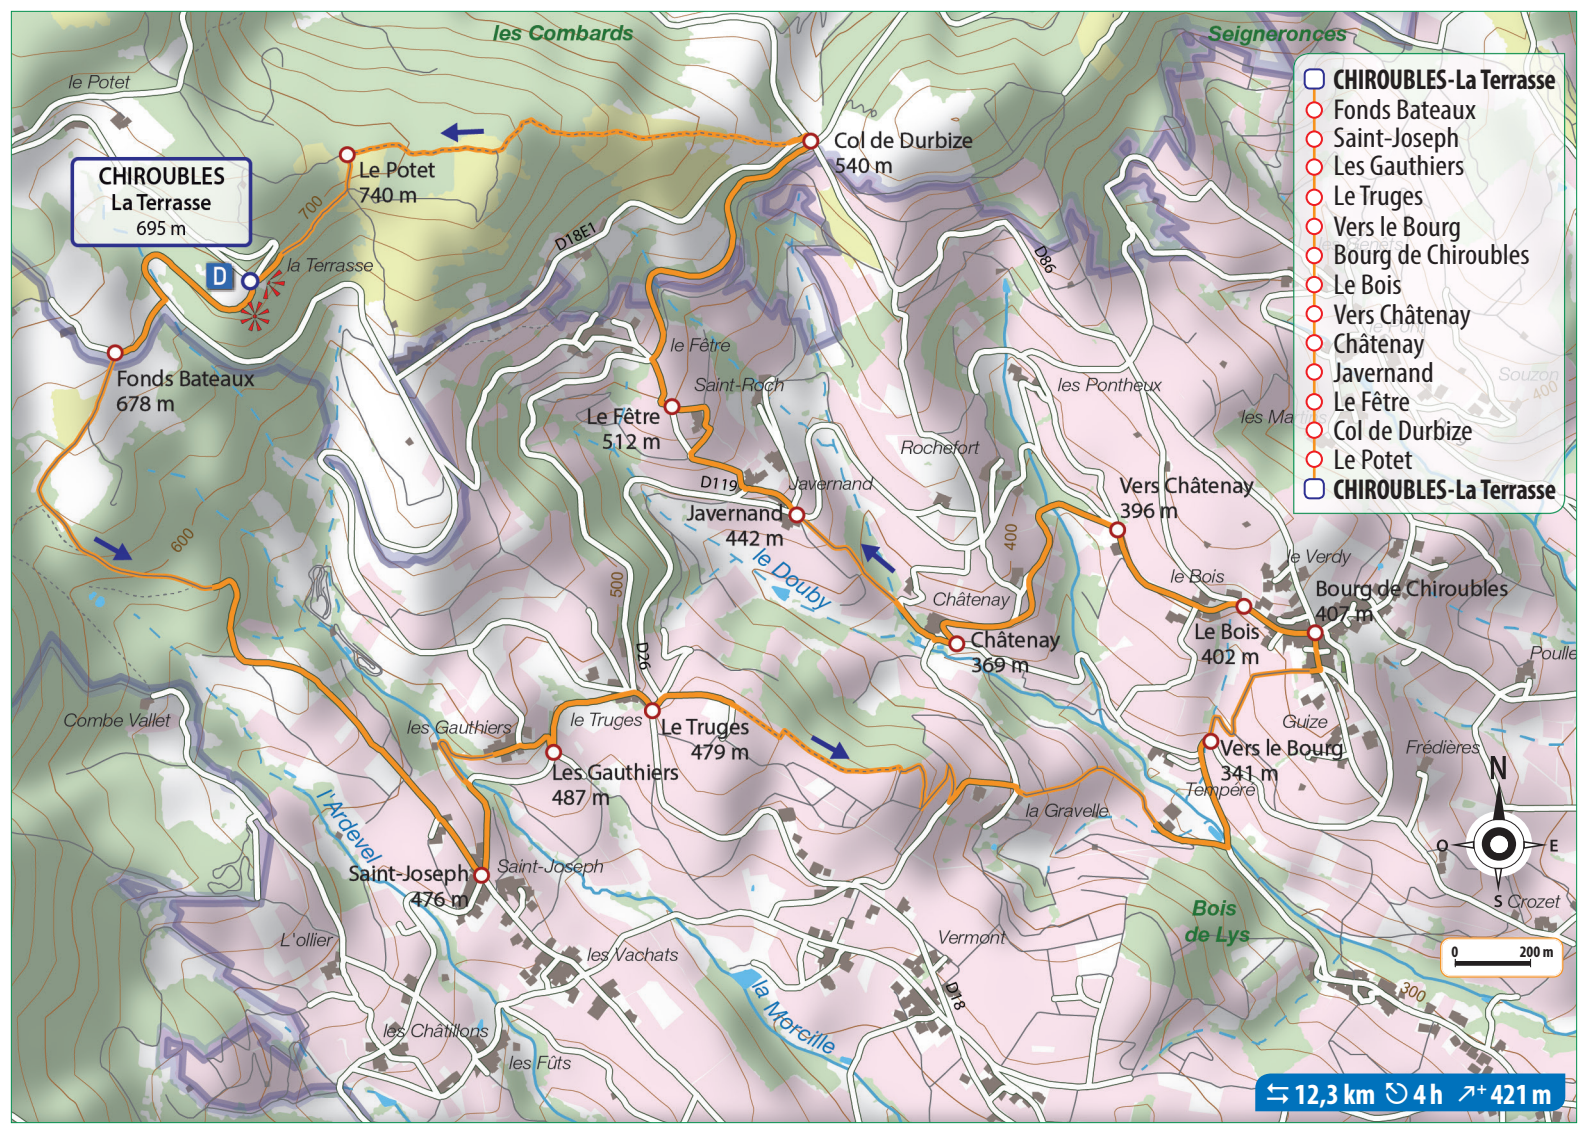 les Combards
Seigneronces
le Potet
CHIROUBLES
La Terrasse
695 m
D
la Terrasse
700
Le Potet
740 m
Col de Durbize
540 m
D18E1
D86
CHIROUBLES-La Terrasse
Fonds Bateaux
Saint-Joseph
Les Gauthiers
Le Truges
Vers le Bourg
Bourg de Chiroubles
Le Bois
Vers Châtenay
Châtenay
Javernand
Le Fêtre
Col de Durbize
Le Potet
CHIROUBLES-La Terrasse
Souzon
400
les Ma
Fonds Bateaux
678 m
le Fêtre
Saint-Roch
Le Fêtre
512 m
les Pontheux
Rochefort
D119
Javernand
Javernand
442 m
Vers Châtenay
396 m
400
600
500
le Douby
le Bois
le Verdy
Bourg de Chiroubles
407 m
Châtenay
Châtenay
369 m
Le Bois
402 m
Poulle
D26
Combe Vallet
les Gauthiers
le Truges
Le Truges
479 m
Les Gauthiers
487 m
Guize
Vers le Bourg
341 m
Tempéré
Frédières
la Gravelle
N
O
E
S
l'Ardevel
Saint-Joseph
476 m
Saint-Joseph
Bois
de Lys
Crozet
L'ollier
les Vachats
Vermont
0
200 m
D18
300
la Morcille
les Châtillons
les Fûts
12,3 km
4 h
+ 421 m